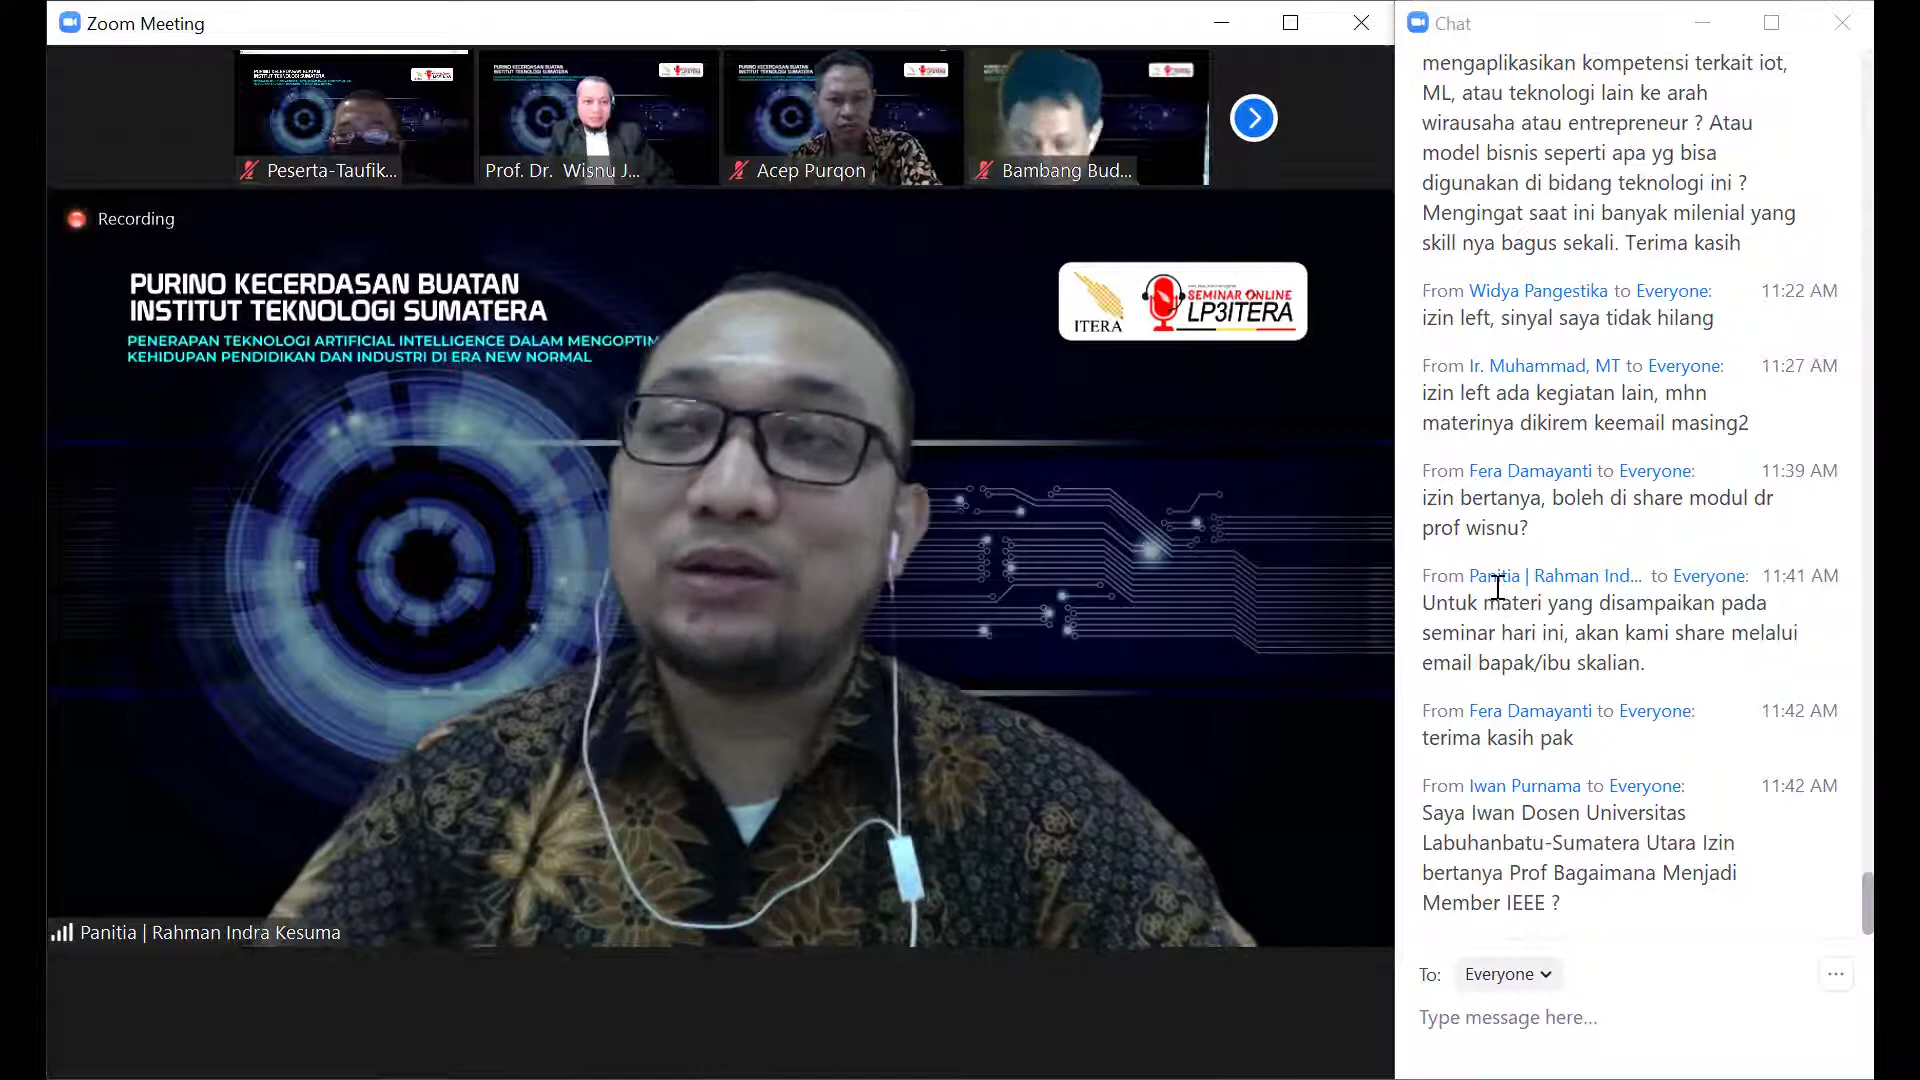 Zoom Meeting
Peserta-Taufik...
Prof. Dr. Wisnu J...
Acep Purqon
Bambang Bud...
Recording
PURINO KECERDASAN BUATAN
INSTITUT TEKNOLOGI SUMATERA
PENERAPAN TEKNOLOGI ARTIFICIAL INTELLIGENCE DALAM MENGOPTIM
KEHIDUPAN PENDIDIKAN DAN INDUSTRI DI ERA NEW NORMAL
ITERA
SEMINAR ONLINE
LP3ITERA
Panitia | Rahman Indra Kesuma
Chat
mengaplikasikan kompetensi terkait iot,
ML, atau teknologi lain ke arah
wirausaha atau entrepreneur ? Atau
model bisnis seperti apa yg bisa
digunakan di bidang teknologi ini ?
Mengingat saat ini banyak milenial yang
skill nya bagus sekali. Terima kasih
From Widya Pangestika to Everyone: 11:22 AM
izin left, sinyal saya tidak hilang
From Ir. Muhammad, MT to Everyone: 11:27 AM
izin left ada kegiatan lain, mhn
materinya dikirem keemail masing2
From Fera Damayanti to Everyone: 11:39 AM
izin bertanya, boleh di share modul dr
prof wisnu?
From Panitia | Rahman Ind... to Everyone: 11:41 AM
Untuk materi yang disampaikan pada
seminar hari ini, akan kami share melalui
email bapak/ibu skalian.
From Fera Damayanti to Everyone: 11:42 AM
terima kasih pak
From Iwan Purnama to Everyone: 11:42 AM
Saya Iwan Dosen Universitas
Labuhanbatu-Sumatera Utara Izin
bertanya Prof Bagaimana Menjadi
Member IEEE ?
To: Everyone
Type message here...